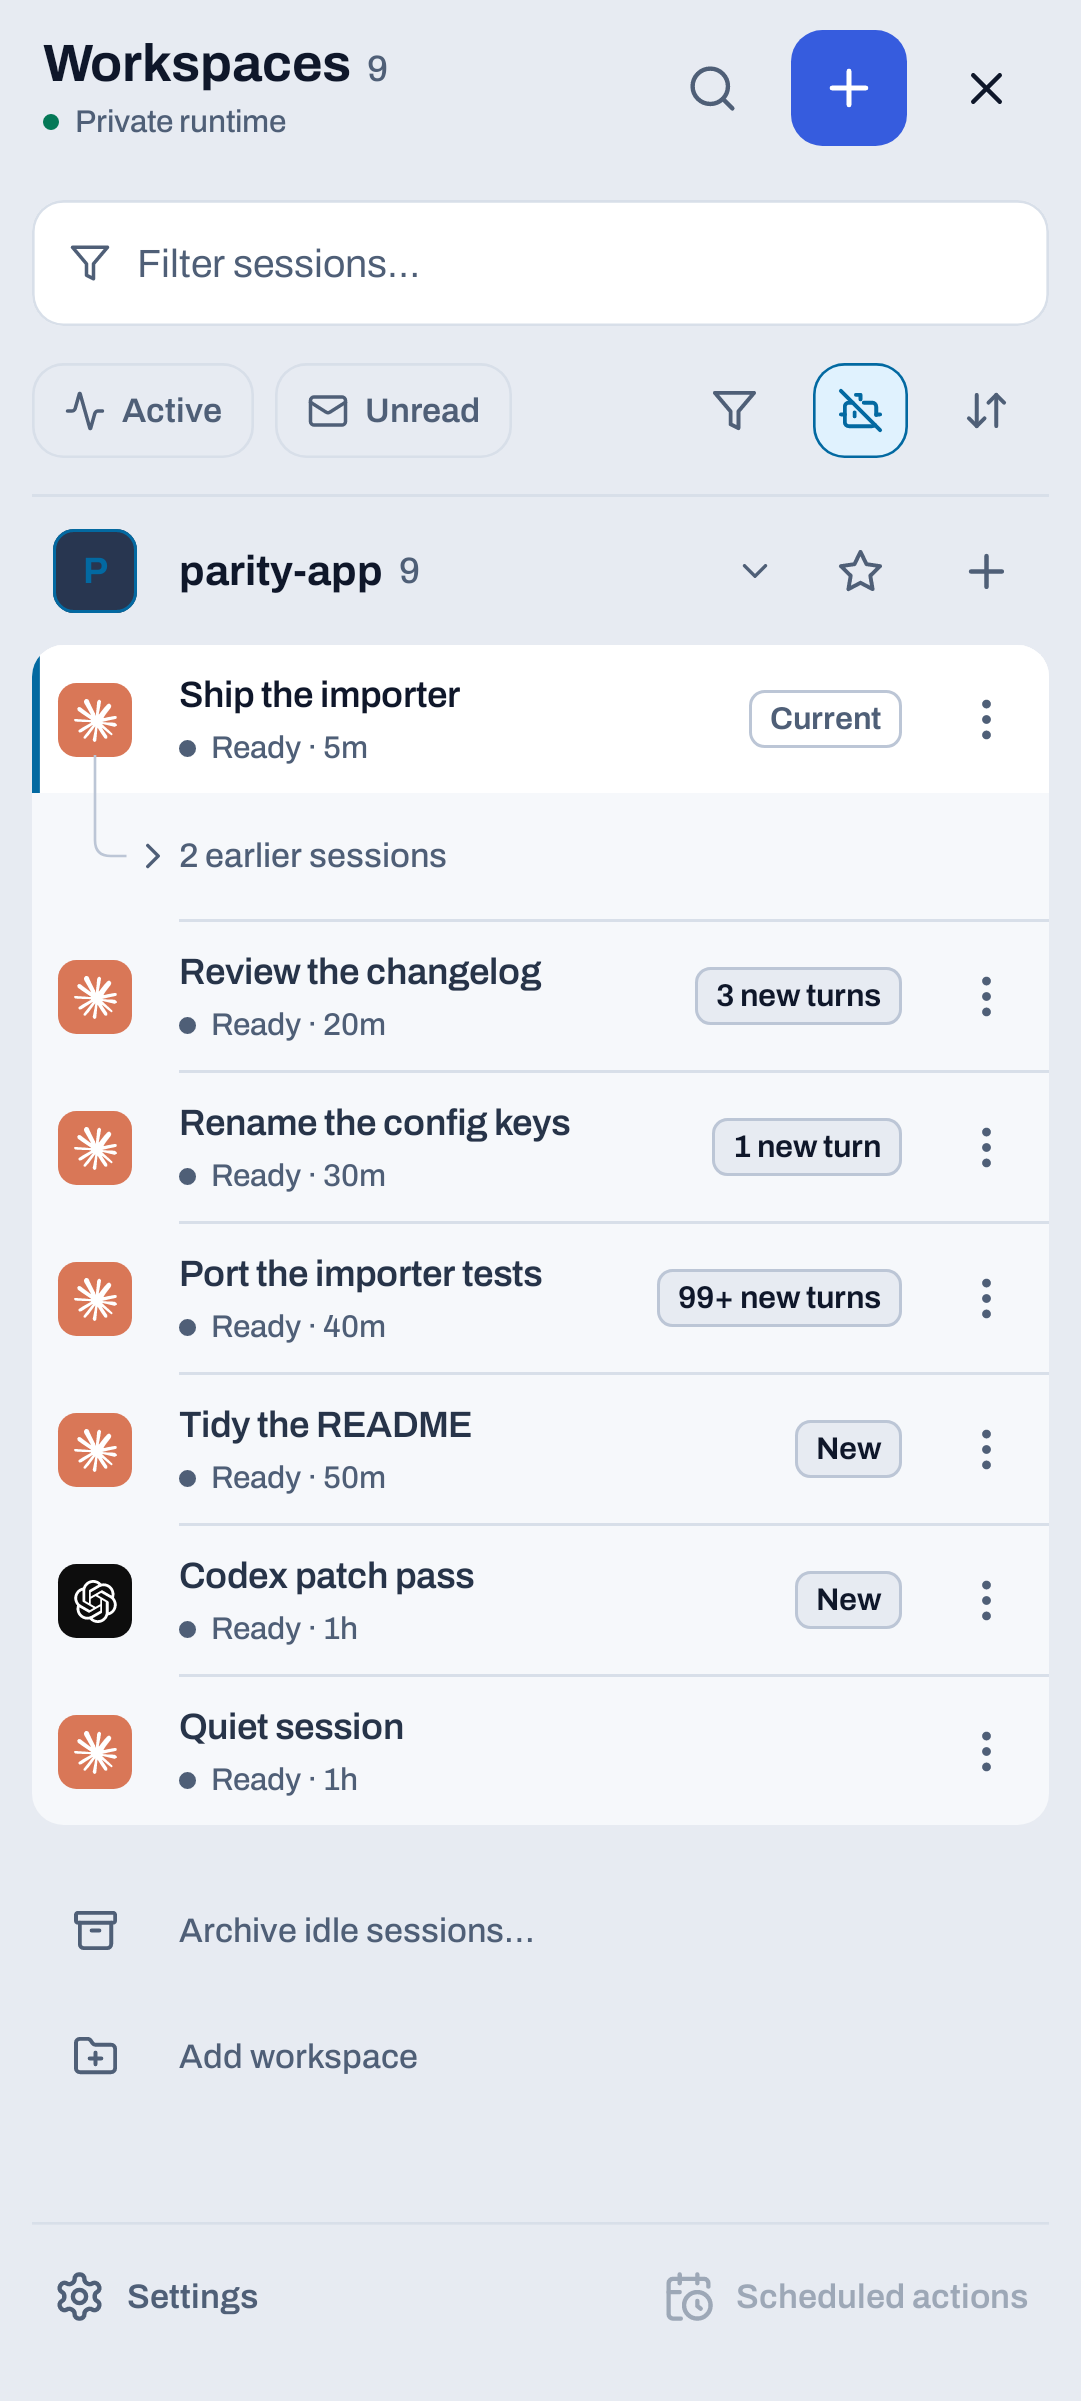 Workspaces 9
Private runtime
Filter sessions...
Active
Unread
P
parity-app 9
Ship the importer
Ready · 5m
Current
2 earlier sessions
Review the changelog
Ready · 20m
3 new turns
Rename the config keys
Ready · 30m
1 new turn
Port the importer tests
Ready · 40m
99+ new turns
Tidy the README
Ready · 50m
New
Codex patch pass
Ready · 1h
New
Quiet session
Ready · 1h
Archive idle sessions...
Add workspace
Settings
Scheduled actions